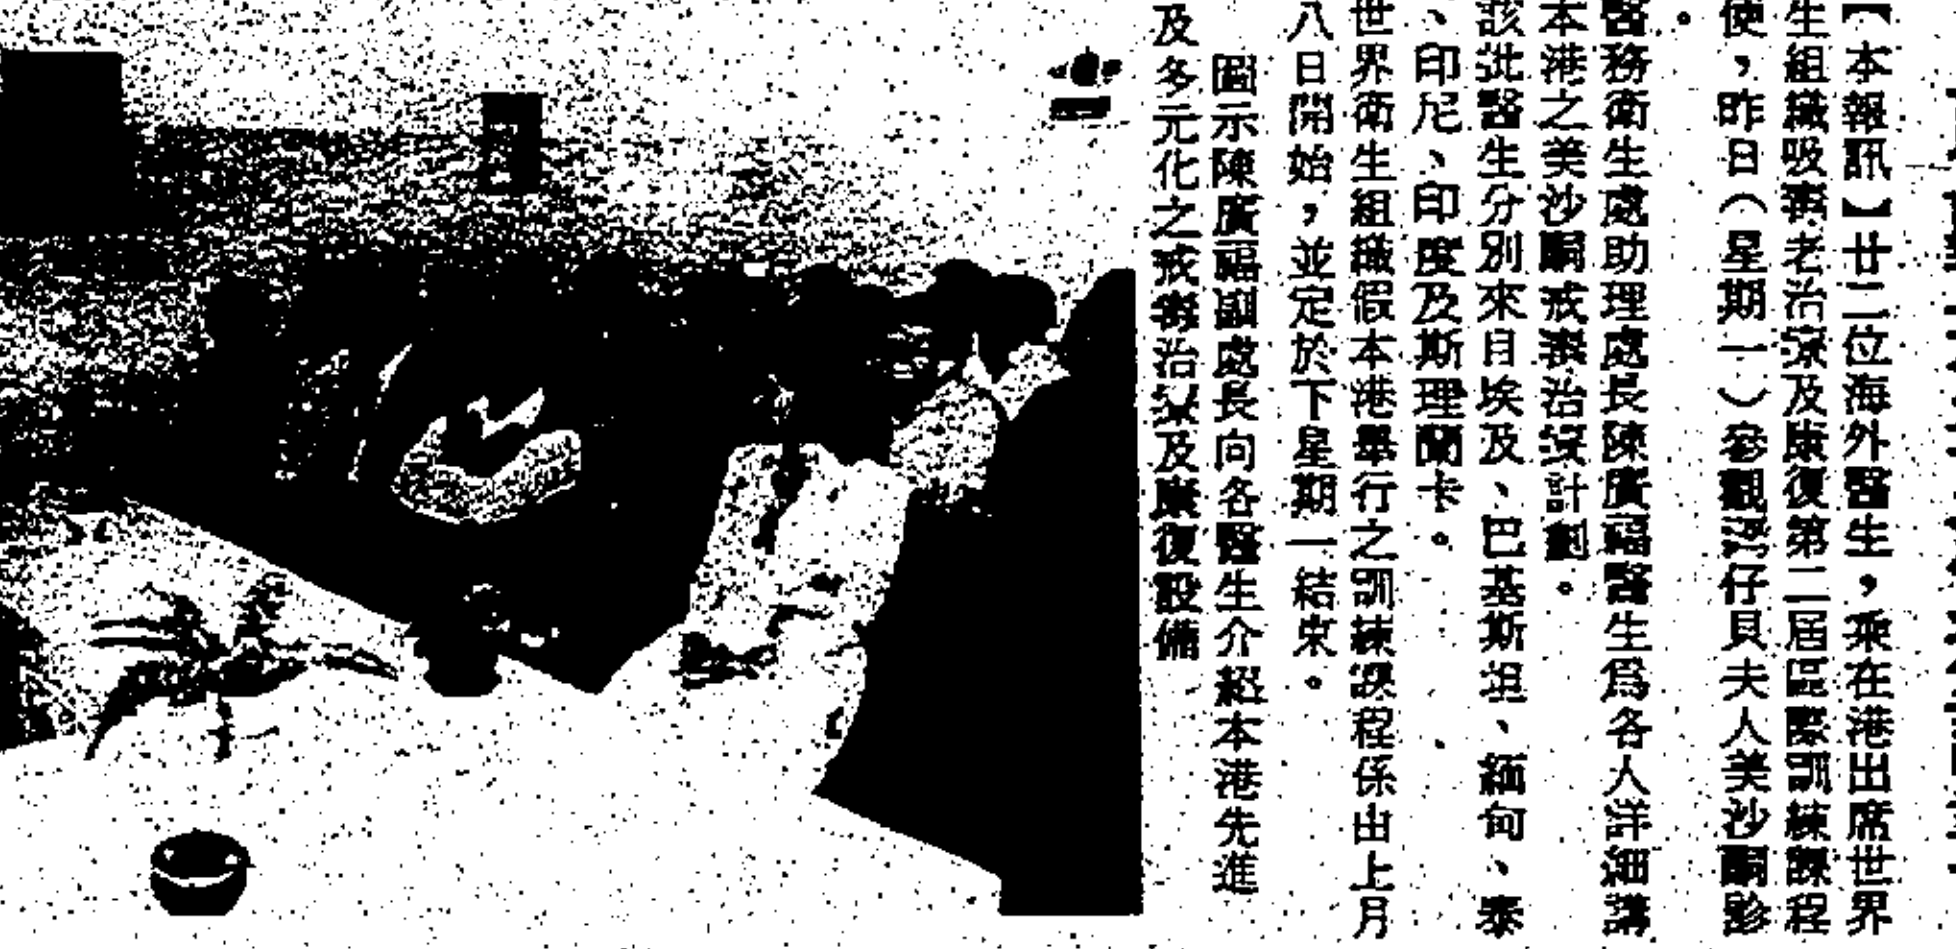 【本報訊】廿二位海外醫生，乘在港出席世界
生組織吸毒者治療及康復第二屆區際訓練課程
便，昨日（星期一）參觀灣仔貝夫人美沙酮診
。
醫務衛生處助理處長陳廣福醫生爲各人詳細講
本港之美沙酮戒毒治療計劃。
該批醫生分別來自埃及、巴基斯坦、緬甸、泰
、印尼、印度及斯理蘭卡。
世界衛生組織假本港舉行之訓練課程係由上月
八日開始，並定於下星期一結束。
圖示陳廣福副處長向各醫生介紹本港先進
及多元化之戒毒治療及康復設備